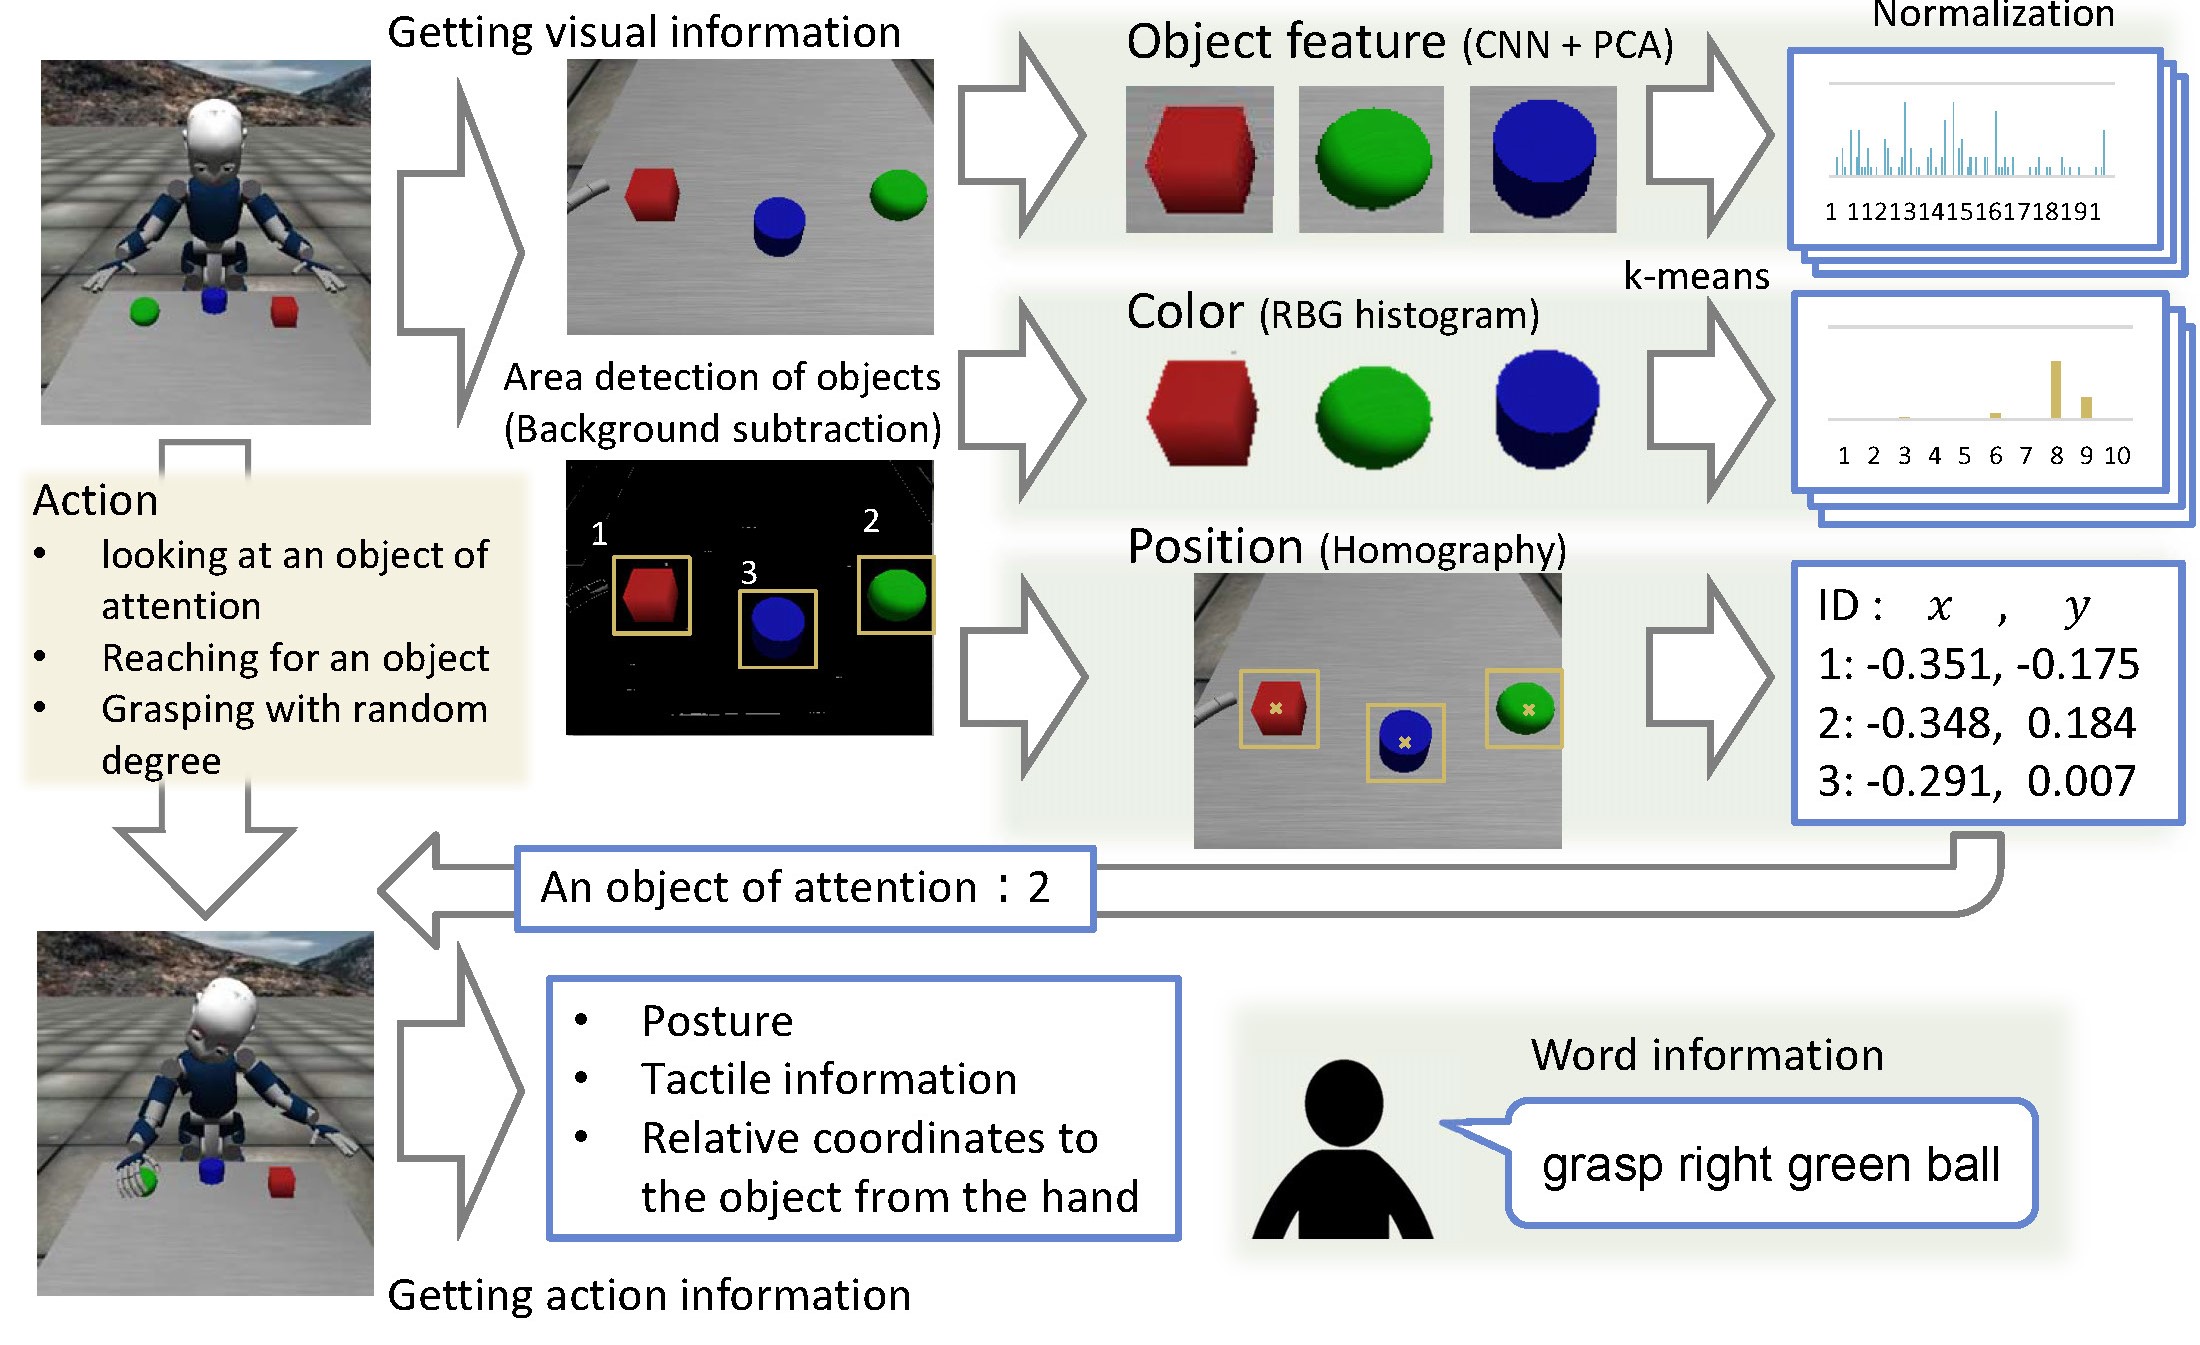 Getting visual information
Object feature (CNN + PCA)
Normalization
1 112131415161718191
Area detection of objects
(Background subtraction)
Color (RBG histogram)
k-means
1 2 3 4 5 6 7 8 9 10
1
2
3
Action
• looking at an object of
attention
• Reaching for an object
• Grasping with random
degree
Position (Homography)
ID : x , y
1: -0.351, -0.175
2: -0.348, 0.184
3: -0.291, 0.007
An object of attention : 2
• Posture
• Tactile information
• Relative coordinates to
the object from the hand
Getting action information
Word information
grasp right green ball